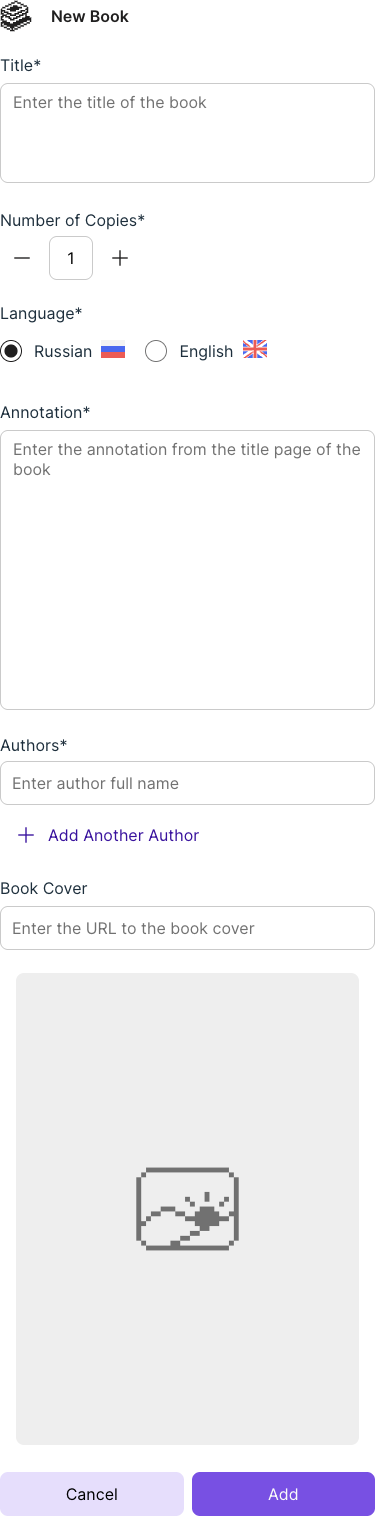 New Book
Title*
Enter the title of the book
Number of Copies*
1
Language*
Russian English
Annotation*
Enter the annotation from the title page of the
book
Authors*
Enter author full name
Add Another Author
Book Cover
Enter the URL to the book cover
Cancel Add